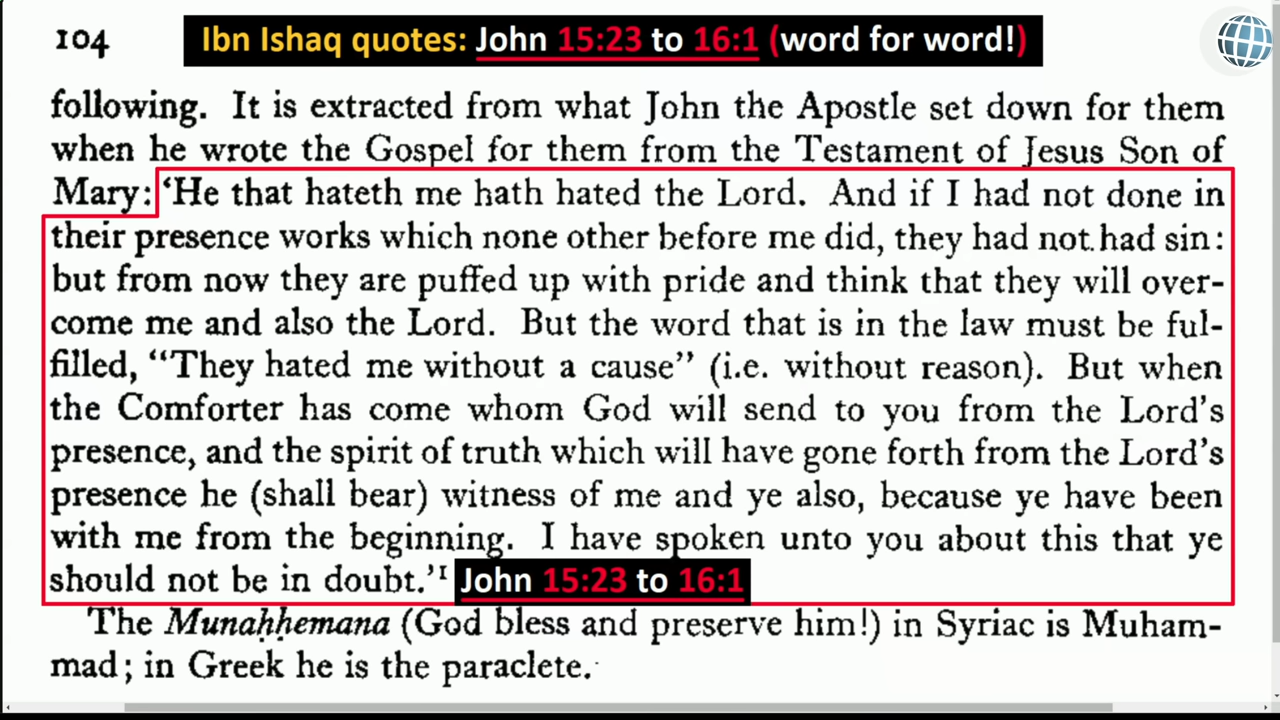 104
Ibn Ishaq quotes: John 15:23 to 16:1 (word for word!)
following. It is extracted from what John the Apostle set down for them
when he wrote the Gospel for them from the Testament of Jesus Son of
Mary: ‘He that hateth me hath hated the Lord. And if I had not done in
their presence works which none other before me did, they had not had sin:
but from now they are puffed up with pride and think that they will over-
come me and also the Lord. But the word that is in the law must be ful-
filled, “They hated me without a cause” (i.e. without reason). But when
the Comforter has come whom God will send to you from the Lord’s
presence, and the spirit of truth which will have gone forth from the Lord’s
presence he (shall bear) witness of me and ye also, because ye have been
with me from the beginning. I have spoken unto you about this that ye
should not be in doubt.’¹ John 15:23 to 16:1
The Munaḥḥemana (God bless and preserve him!) in Syriac is Muham-
mad; in Greek he is the paraclete.